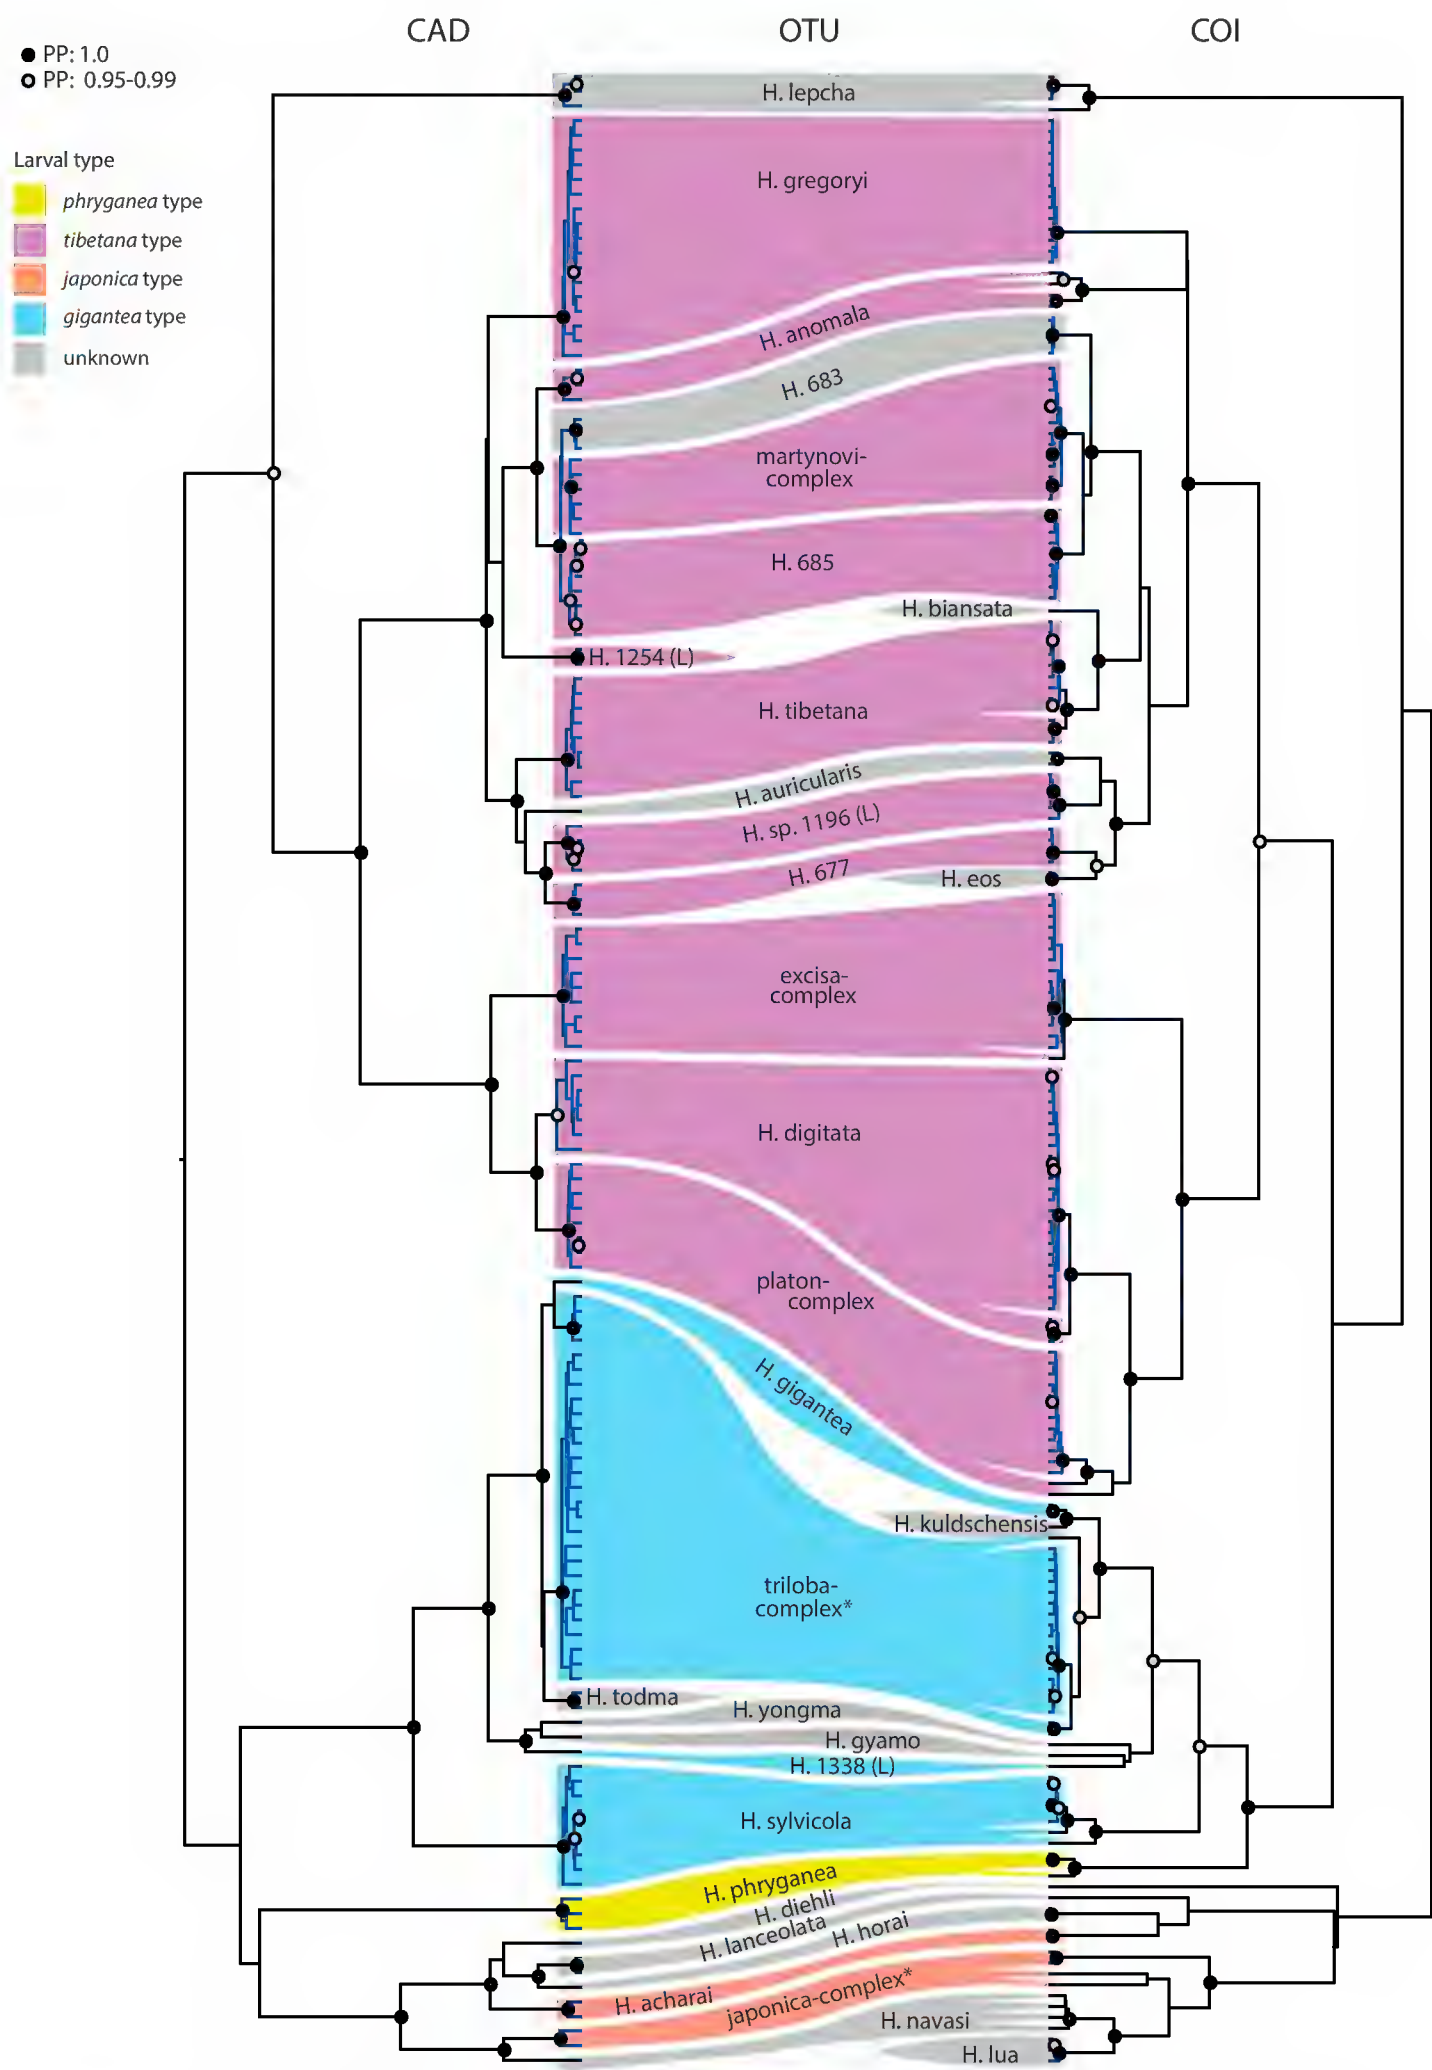 CAD OTU COI
PP: 1.0
PP: 0.95-0.99
Larval type
phryganea type
tibetana type
japonica type
gigantea type
unknown
H. lepcha
H. gregoryi
H. anomala
H. 683
martynovi-
complex
H. 685
H. biansata
H. 1254 (L)
H. tibetana
H. auricularis
H. sp. 1196 (L)
H. 677
H. eos
excisa-
complex
H. digitata
platon-
complex
H. gigantea
H. kuldschensis
triloba-
complex*
H. todma
H. yongma
H. gyamo
H. 1338 (L)
H. sylvicola
H. phryganea
H. diehli
H. lanceolata
H. horai
H. acharai
japonica-complex*
H. navasi
H. lua